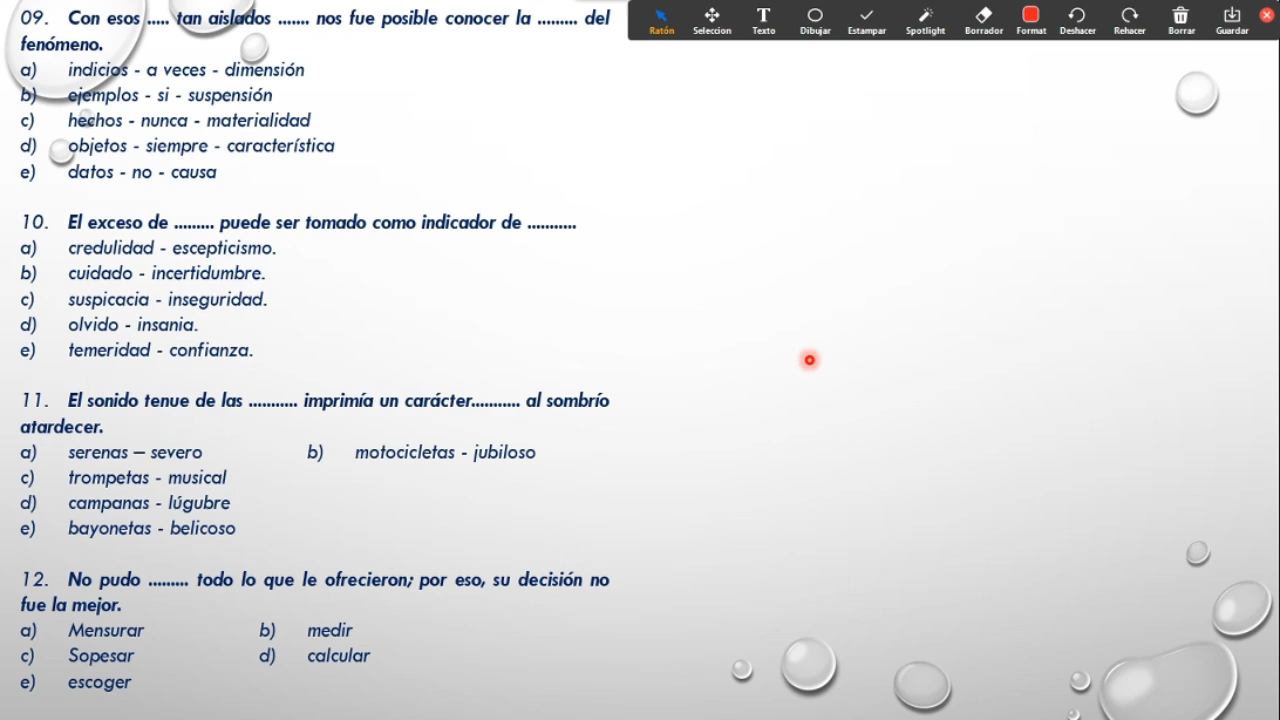 09. Con esos ..... tan aislados ....... nos fue posible conocer la ......... del
fenómeno.
a) indicios - a veces - dimensión
b) ejemplos - si - suspensión
c) hechos - nunca - materialidad
d) objetos - siempre - característica
e) datos - no - causa
10. El exceso de ......... puede ser tomado como indicador de ...........
a) credulidad - escepticismo.
b) cuidado - incertidumbre.
c) suspicacia - inseguridad.
d) olvido - insania.
e) temeridad - confianza.
11. El sonido tenue de las ........... imprimía un carácter........... al sombrío
atardecer.
a) serenas – severo b) motocicletas - jubiloso
c) trompetas - musical
d) campanas - lúgubre
e) bayonetas - belicoso
12. No pudo ......... todo lo que le ofrecieron; por eso, su decisión no
fue la mejor.
a) Mensurar b) medir
c) Sopesar d) calcular
e) escoger
Ratón Seleccion Texto Dibujar Estampar Spotlight Borrador Format Deshacer Rehacer Borrar Guardar